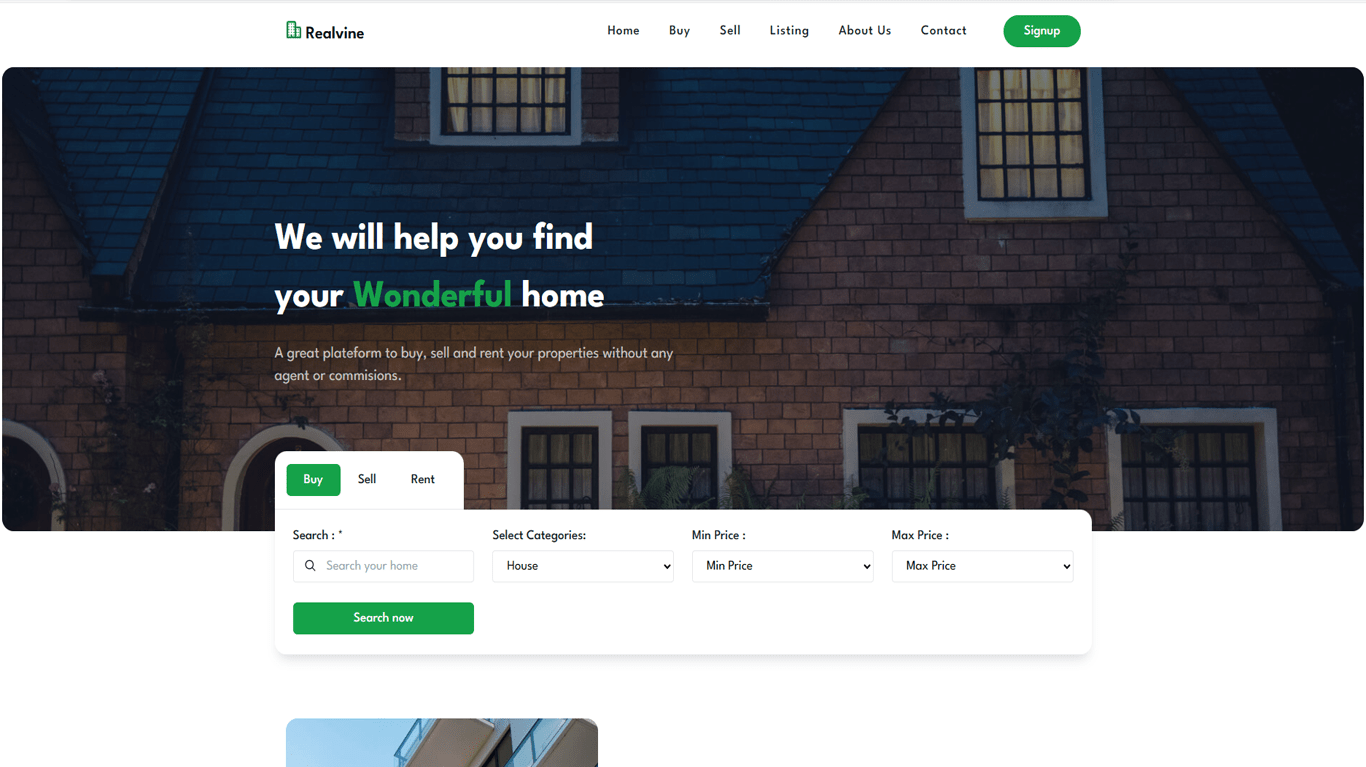 Realvine
Home Buy Sell Listing About Us Contact Signup
We will help you find
your Wonderful home
A great plateform to buy, sell and rent your properties without any
agent or commisions.
Buy Sell Rent
Search : * Select Categories: Min Price : Max Price :
Search your home House Min Price Max Price
Search now